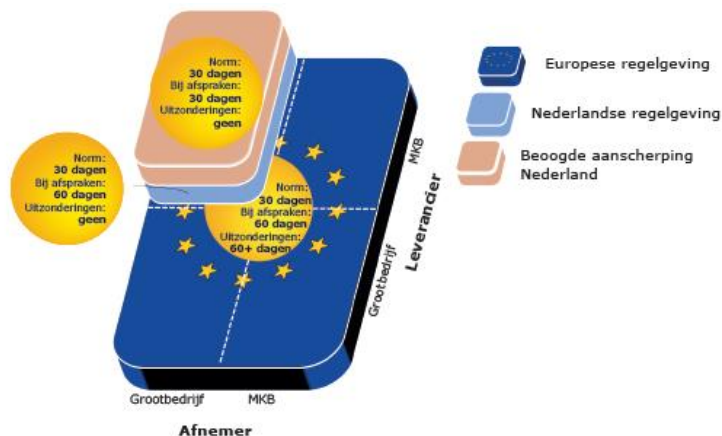 Norm:
30 dagen
Bij afspraken:
30 dagen
Uitzonderingen:
geen
Norm:
30 dagen
Bij afspraken:
60 dagen
Uitzonderingen:
geen
Norm:
30 dagen
Bij afspraken:
60 dagen
Uitzonderingen:
60+ dagen
MKB
Grootbedrijf
Leverancier
Grootbedrijf
MKB
Afnemer
Europese regelgeving
Nederlandse regelgeving
Beoogde aanscherping
Nederland